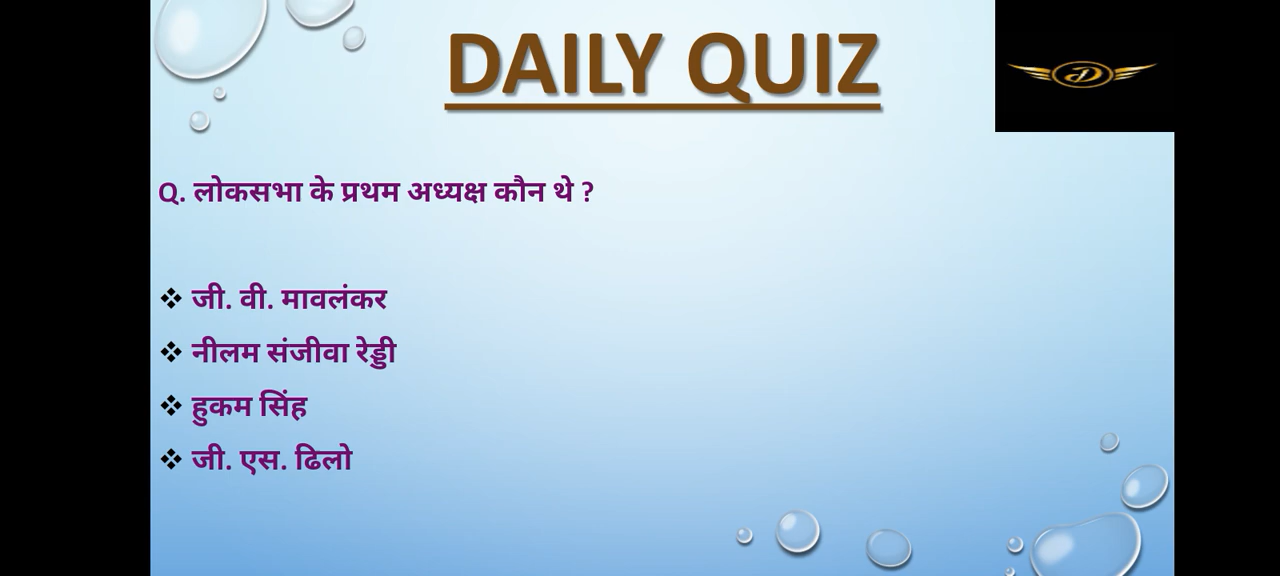 DAILY QUIZ
Q. लोकसभा के प्रथम अध्यक्ष कौन थे ?
❖ जी. वी. मावलंकर
❖ नीलम संजीवा रेड्डी
❖ हुकम सिंह
❖ जी. एस. ढिलो